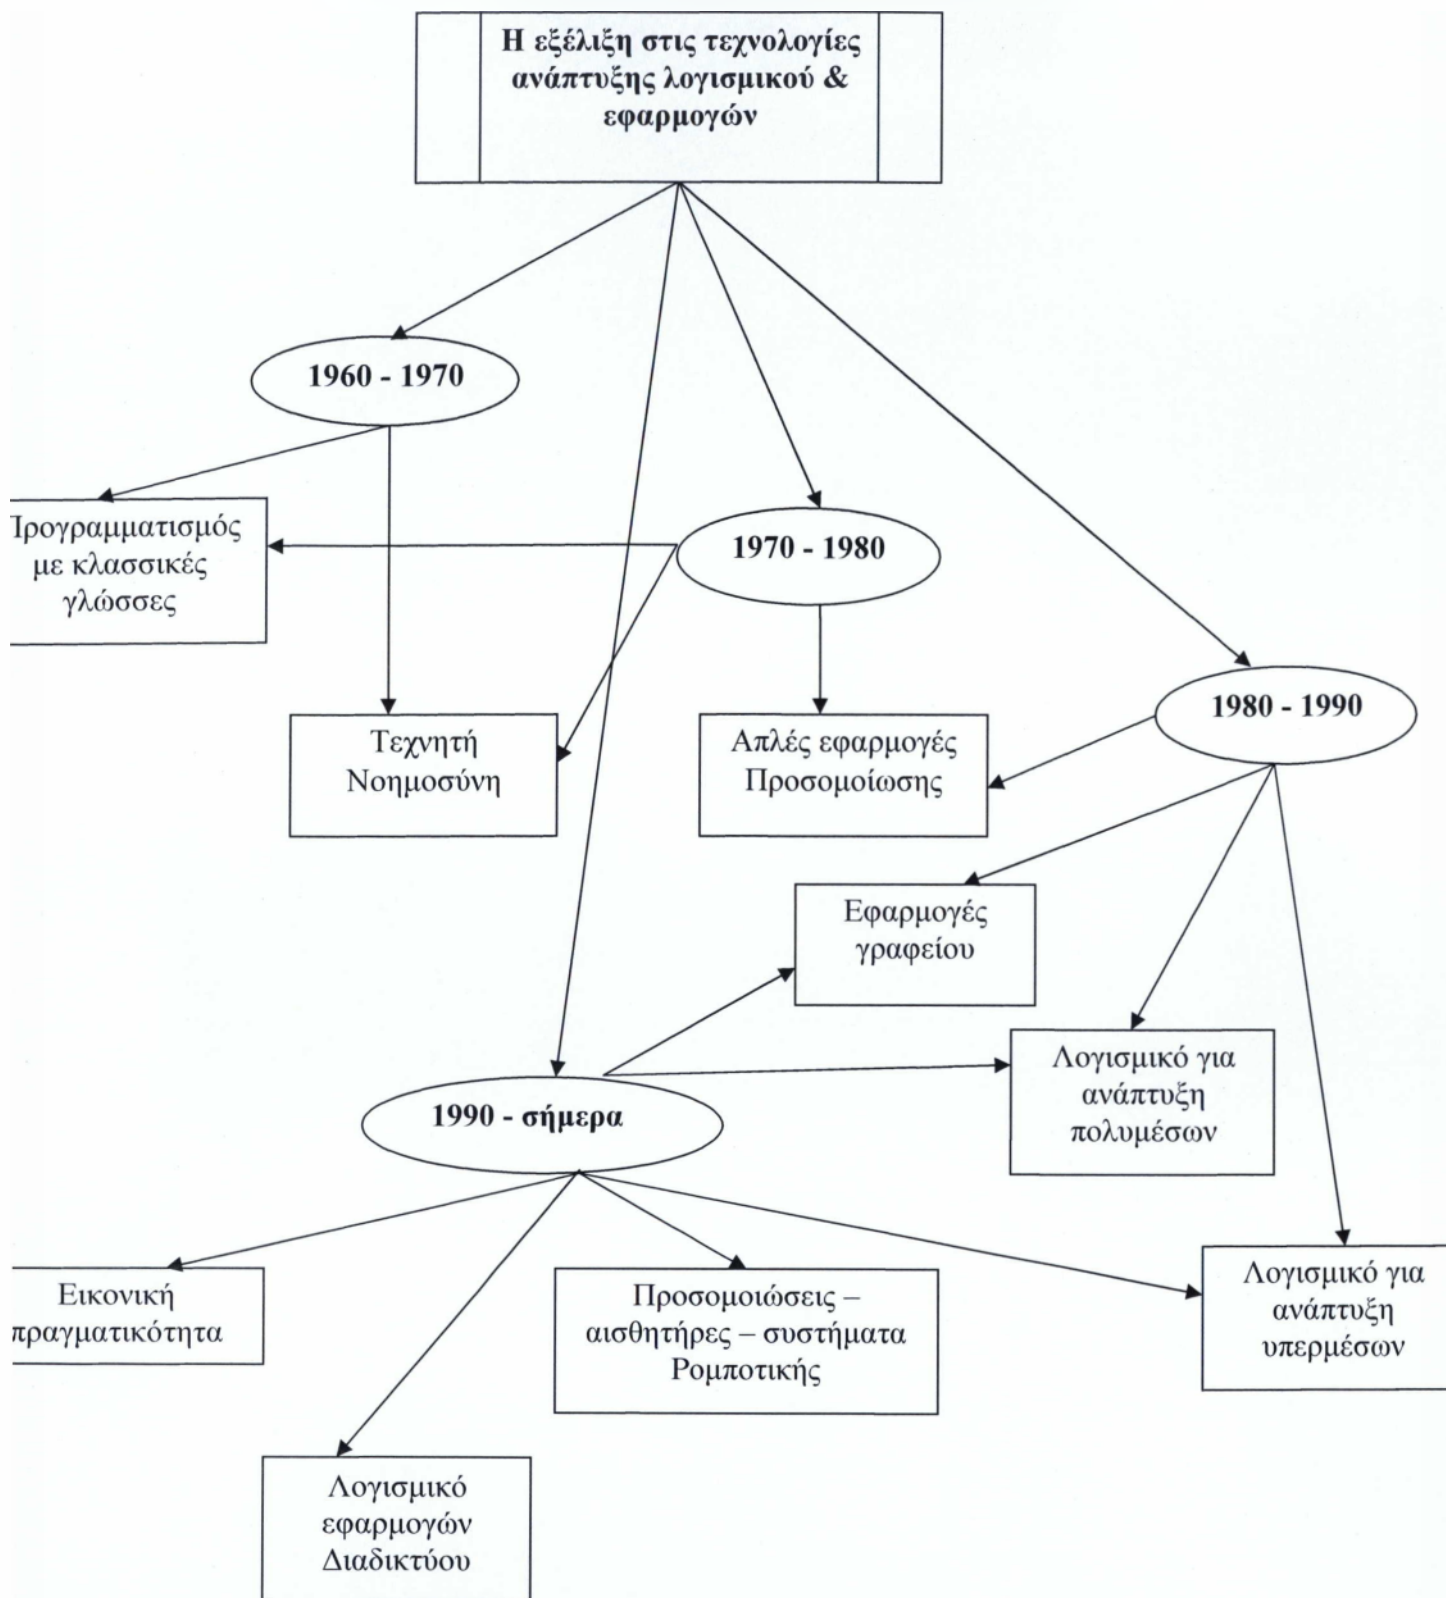 Η εξέλιξη στις τεχνολογίες
ανάπτυξης λογισμικού &
εφαρμογών
1960 - 1970
Προγραμματισμός
με κλασσικές
γλώσσες
1970 - 1980
Τεχνητή
Νοημοσύνη
Απλές εφαρμογές
Προσομοίωσης
1980 - 1990
Εφαρμογές
γραφείου
Λογισμικό για
ανάπτυξη
πολυμέσων
1990 - σήμερα
Εικονική
πραγματικότητα
Προσομοιώσεις –
αισθητήρες – συστήματα
Ρομποτικής
Λογισμικό για
ανάπτυξη
υπερμέσων
Λογισμικό
εφαρμογών
Διαδικτύου